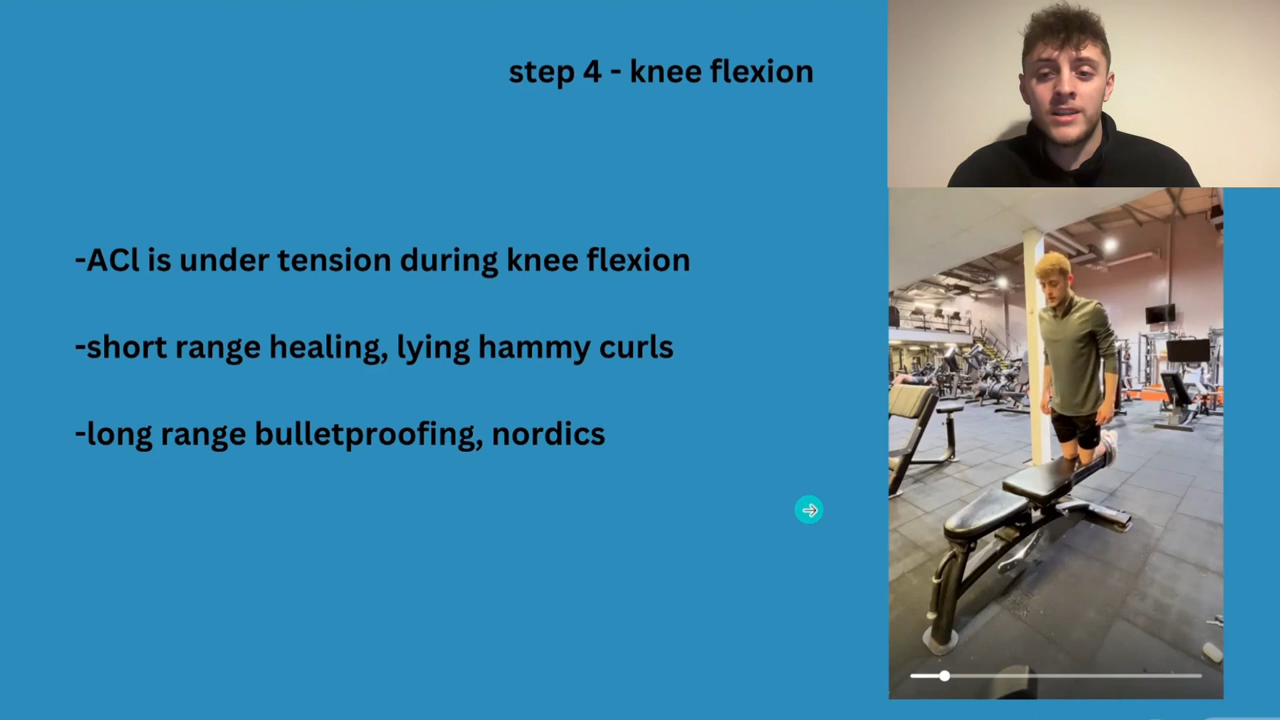 step 4 - knee flexion
-ACl is under tension during knee flexion
-short range healing, lying hammy curls
-long range bulletproofing, nordics